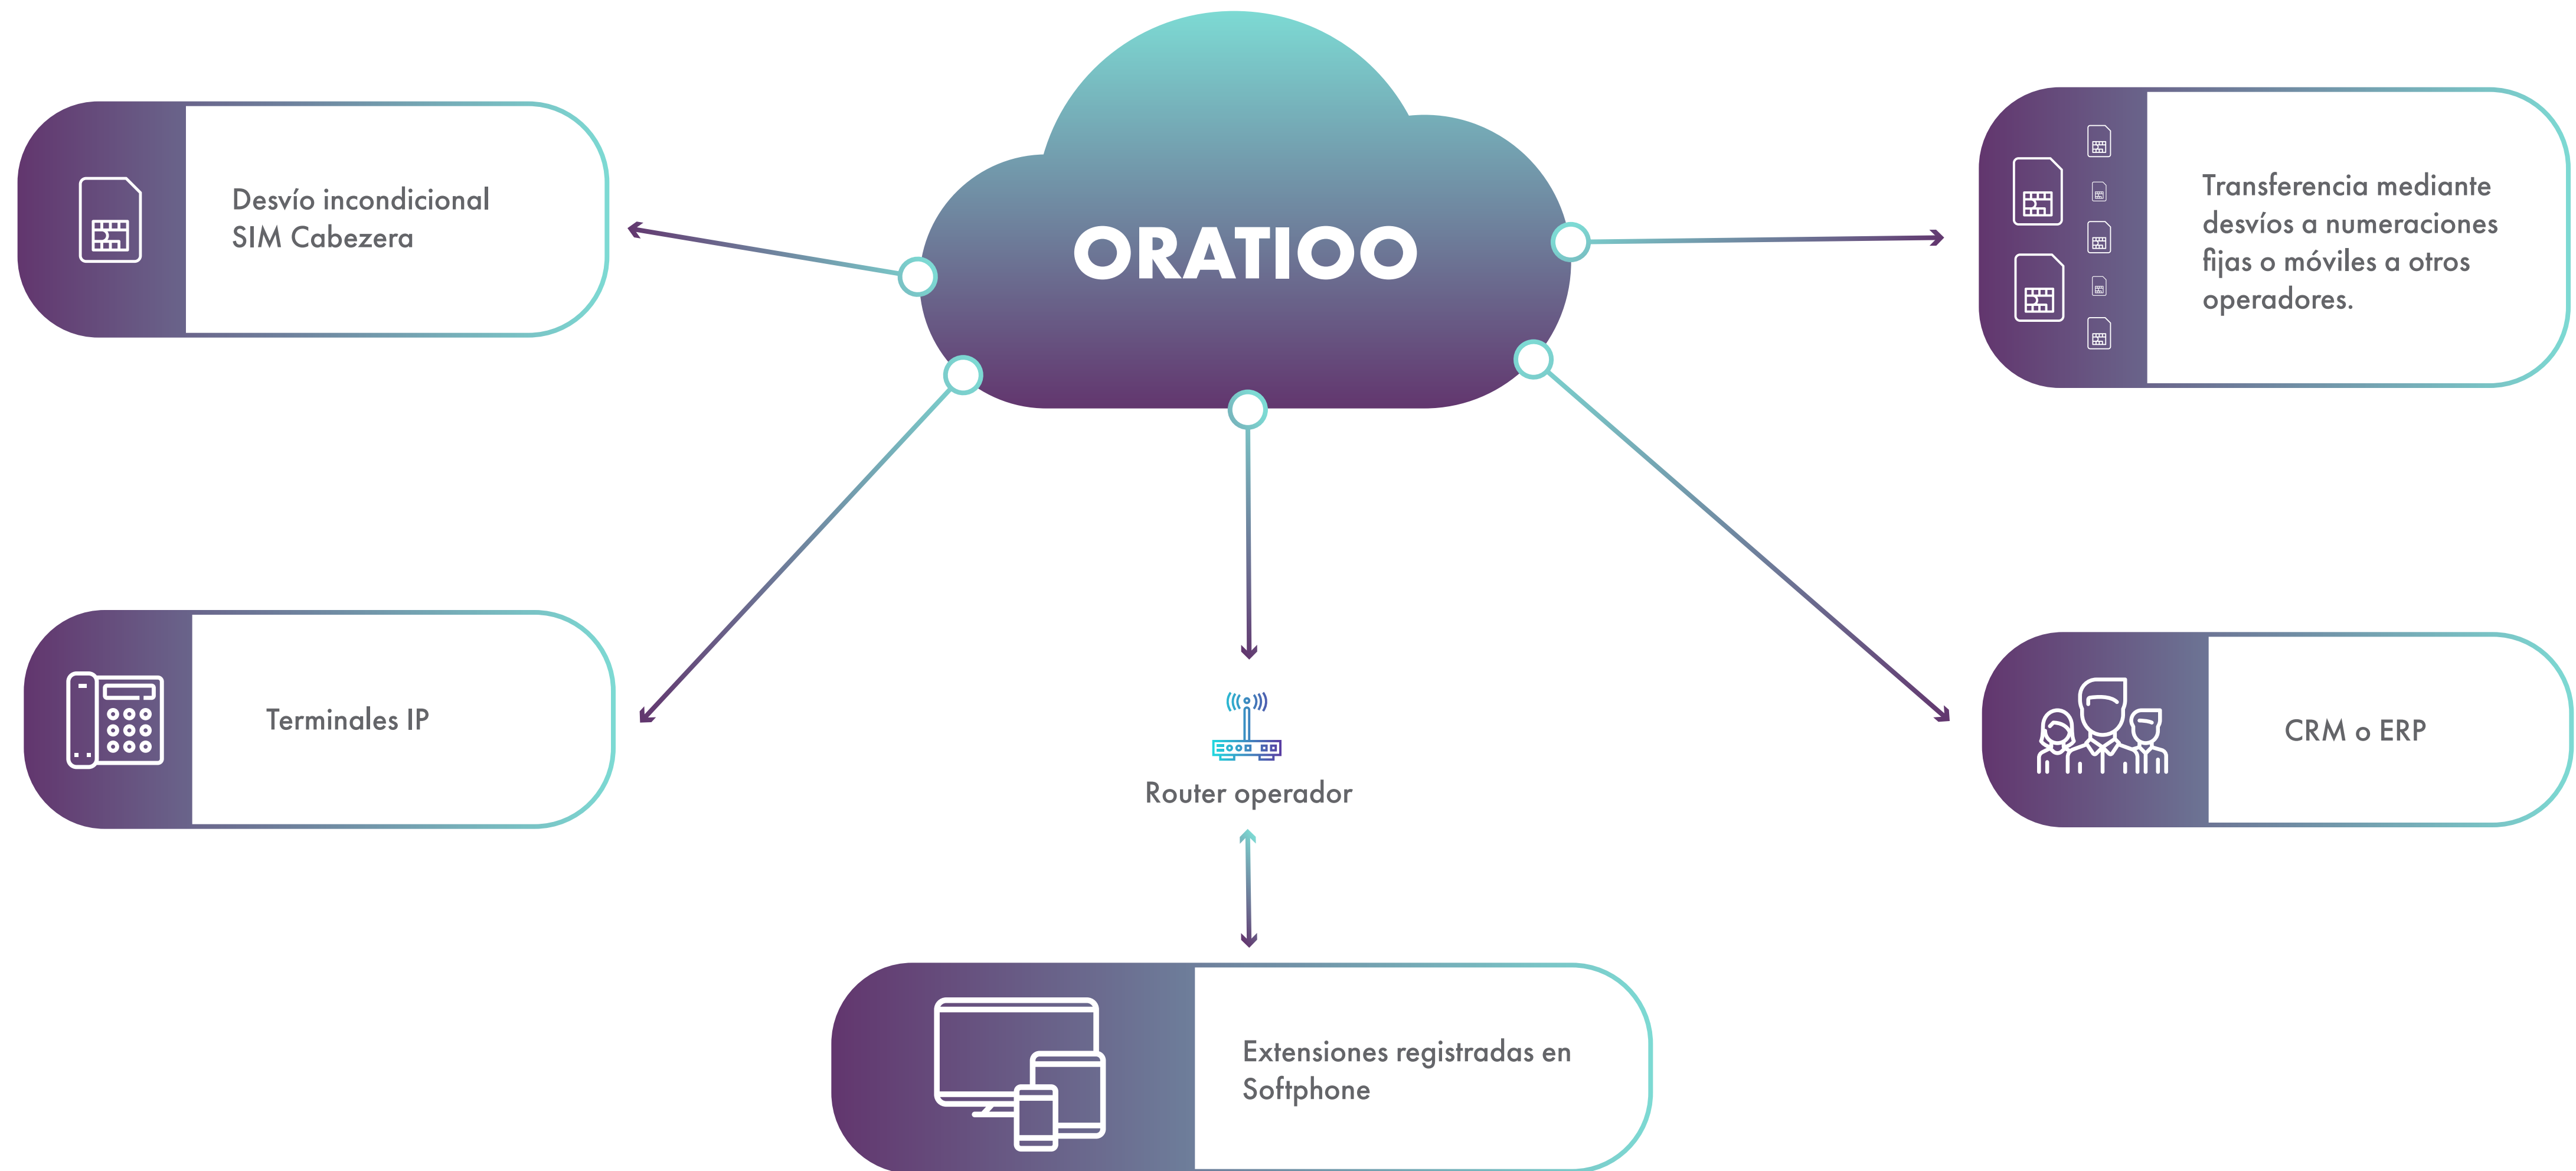 ORATIOO
Desvío incondicional
SIM Cabezera
Transferencia mediante
desvíos a numeraciones
fijas o móviles a otros
operadores.
Terminales IP
Router operador
CRM o ERP
Extensiones registradas en
Softphone